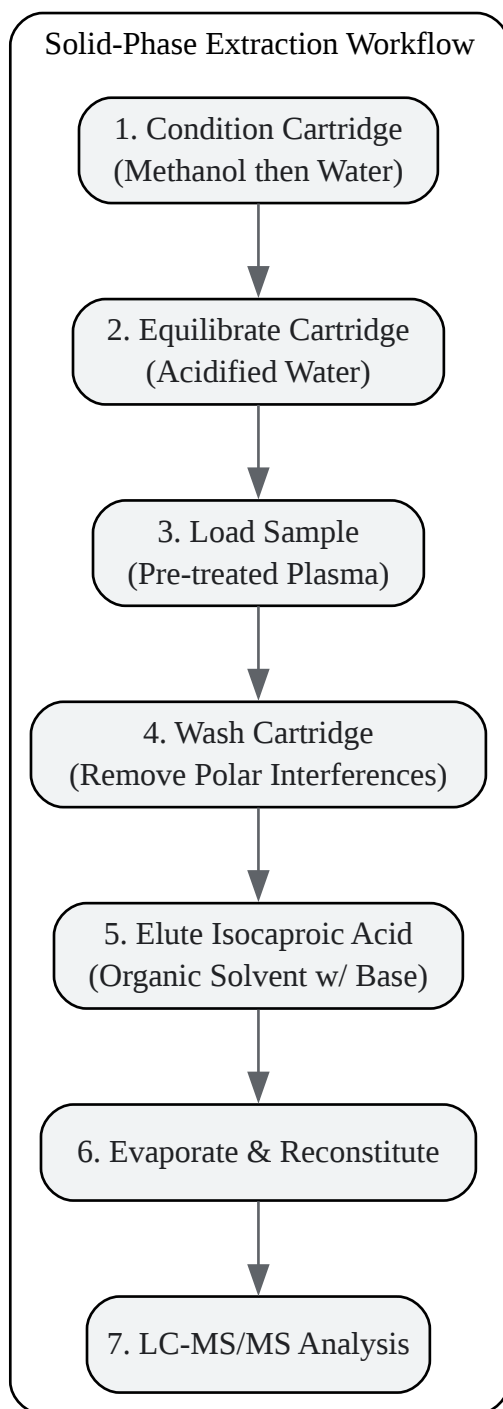 Solid-Phase Extraction Workflow
1. Condition Cartridge
(Methanol then Water)
2. Equilibrate Cartridge
(Acidified Water)
3. Load Sample
(Pre-treated Plasma)
4. Wash Cartridge
(Remove Polar Interferences)
5. Elute Isocaproic Acid
(Organic Solvent w/ Base)
6. Evaporate & Reconstitute
7. LC-MS/MS Analysis